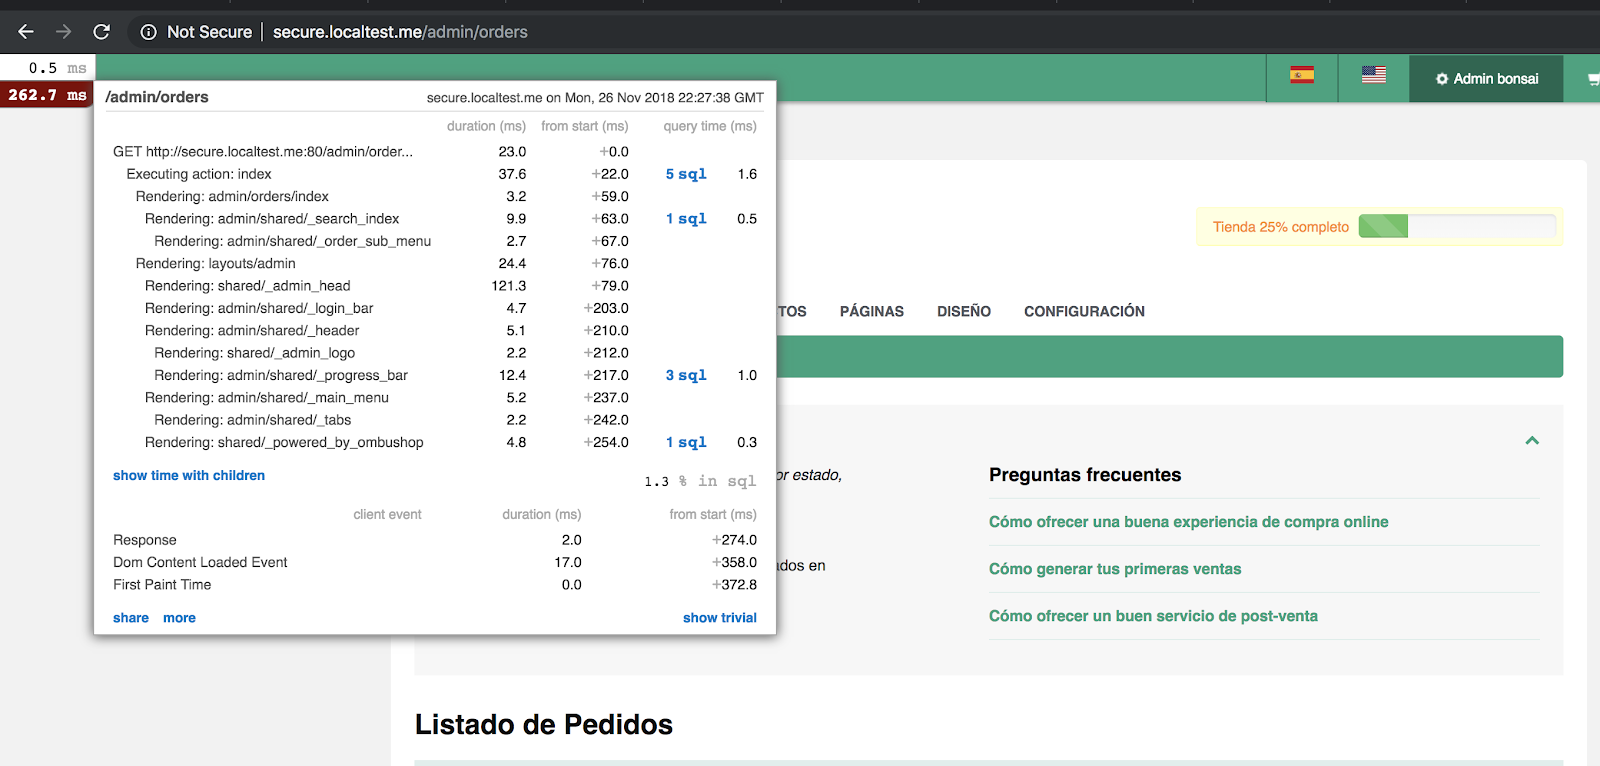 Not Secure | secure.localtest.me/admin/orders
0.5 ms
262.7 ms
Admin bonsai
/admin/orders secure.localtest.me on Mon, 26 Nov 2018 22:27:38 GMT
duration (ms) from start (ms) query time (ms)
GET http://secure.localtest.me:80/admin/order... 23.0 +0.0
Executing action: index 37.6 +22.0 5 sql 1.6
Rendering: admin/orders/index 3.2 +59.0
Rendering: admin/shared/_search_index 9.9 +63.0 1 sql 0.5
Rendering: admin/shared/_order_sub_menu 2.7 +67.0
Rendering: layouts/admin 24.4 +76.0
Rendering: shared/_admin_head 121.3 +79.0
Rendering: admin/shared/_login_bar 4.7 +203.0
Rendering: admin/shared/_header 5.1 +210.0
Rendering: shared/_admin_logo 2.2 +212.0
Rendering: admin/shared/_progress_bar 12.4 +217.0 3 sql 1.0
Rendering: admin/shared/_main_menu 5.2 +237.0
Rendering: admin/shared/_tabs 2.2 +242.0
Rendering: shared/_powered_by_ombushop 4.8 +254.0 1 sql 0.3
show time with children 1.3 % in sql
client event duration (ms) from start (ms)
Response 2.0 +274.0
Dom Content Loaded Event 17.0 +358.0
First Paint Time 0.0 +372.8
share more show trivial
Tienda 25% completo
TOS PÁGINAS DISEÑO CONFIGURACIÓN
or estado,
ados en
Preguntas frecuentes
Cómo ofrecer una buena experiencia de compra online
Cómo generar tus primeras ventas
Cómo ofrecer un buen servicio de post-venta
Listado de Pedidos